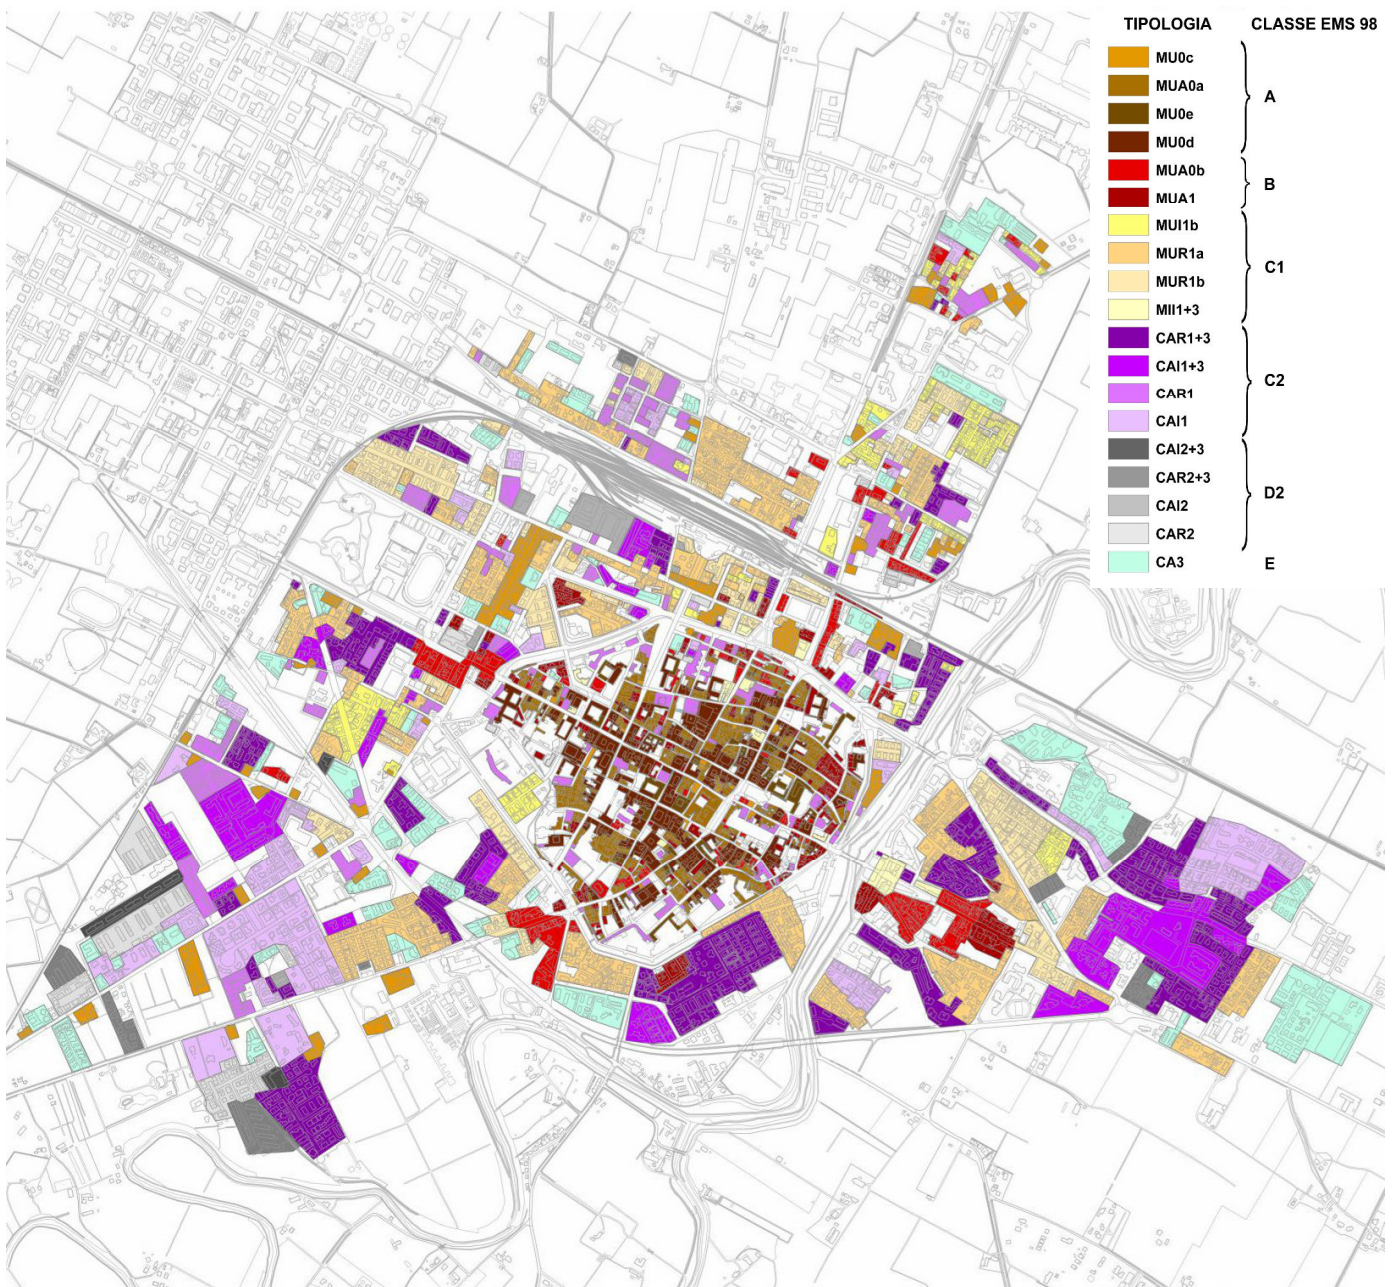 TIPOLOGIA CLASSE EMS 98
MU0c
MUA0a
A
MU0e
MU0d
MUA0b
B
MUA1
MUI1b
MUR1a
C1
MUR1b
MII1+3
CAR1+3
CAI1+3
C2
CAR1
CAI1
CAI2+3
CAR2+3
D2
CAI2
CAR2
CA3 E